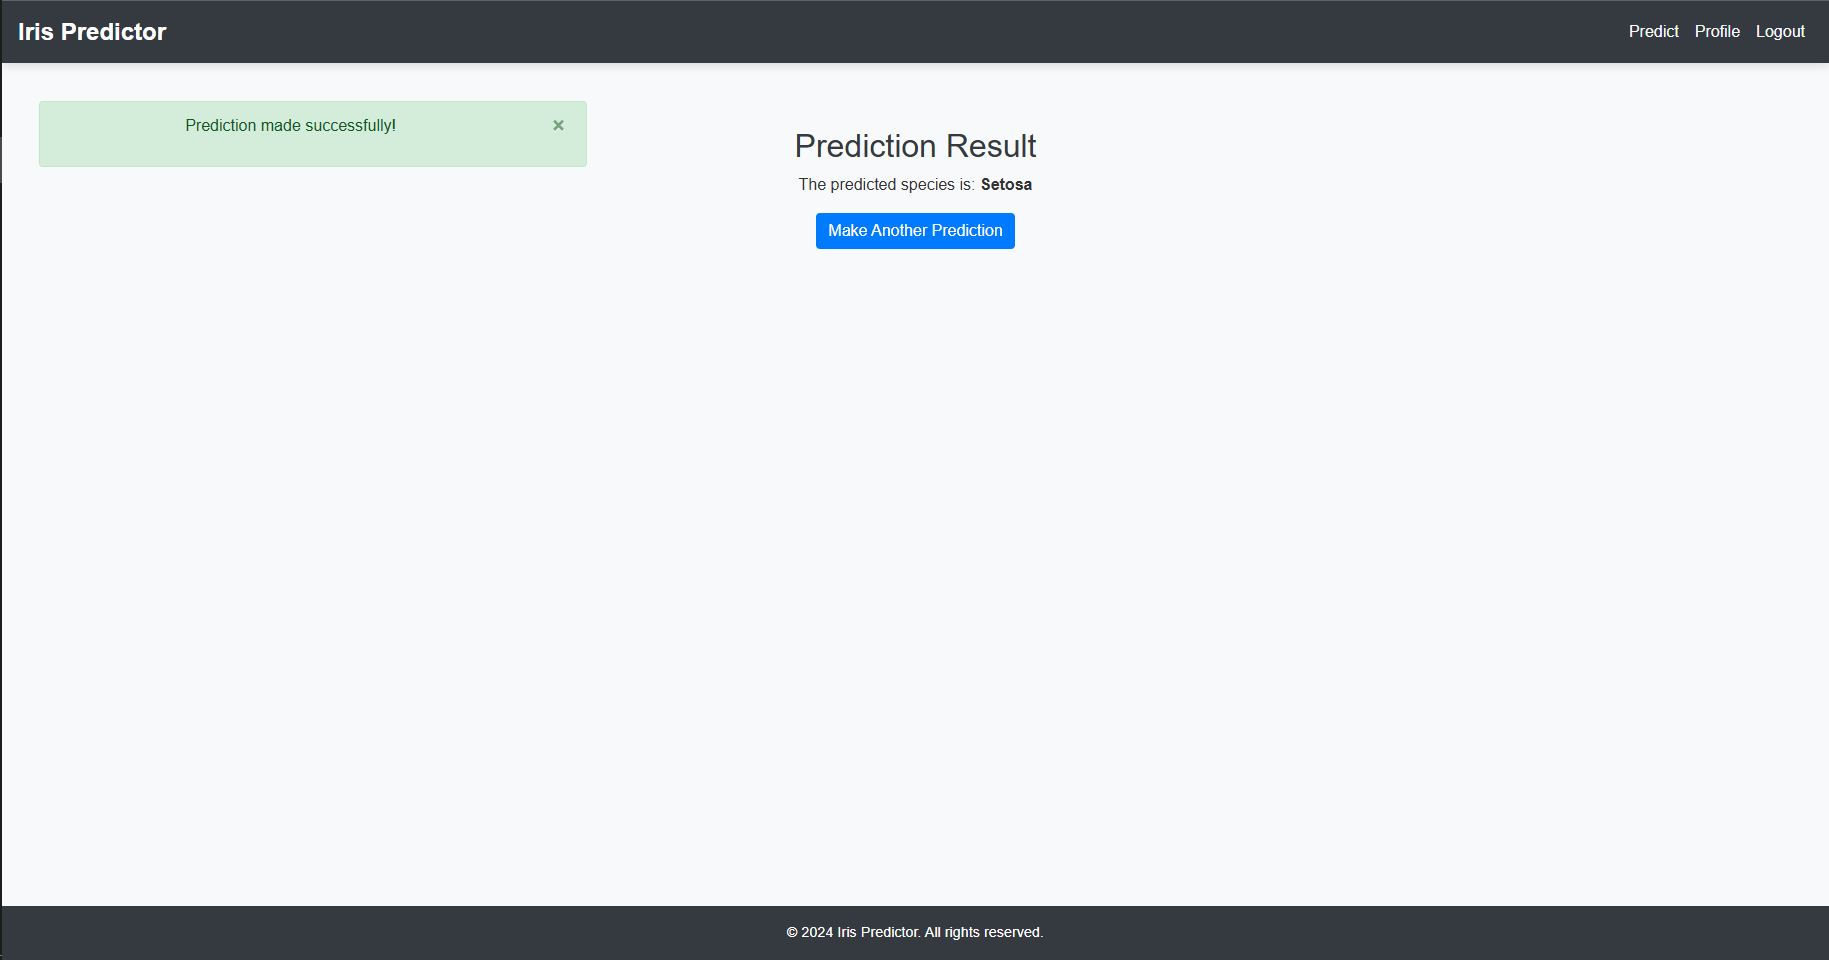 Iris Predictor
Predict Profile Logout
Prediction made successfully! ×
Prediction Result
The predicted species is: Setosa
Make Another Prediction
© 2024 Iris Predictor. All rights reserved.